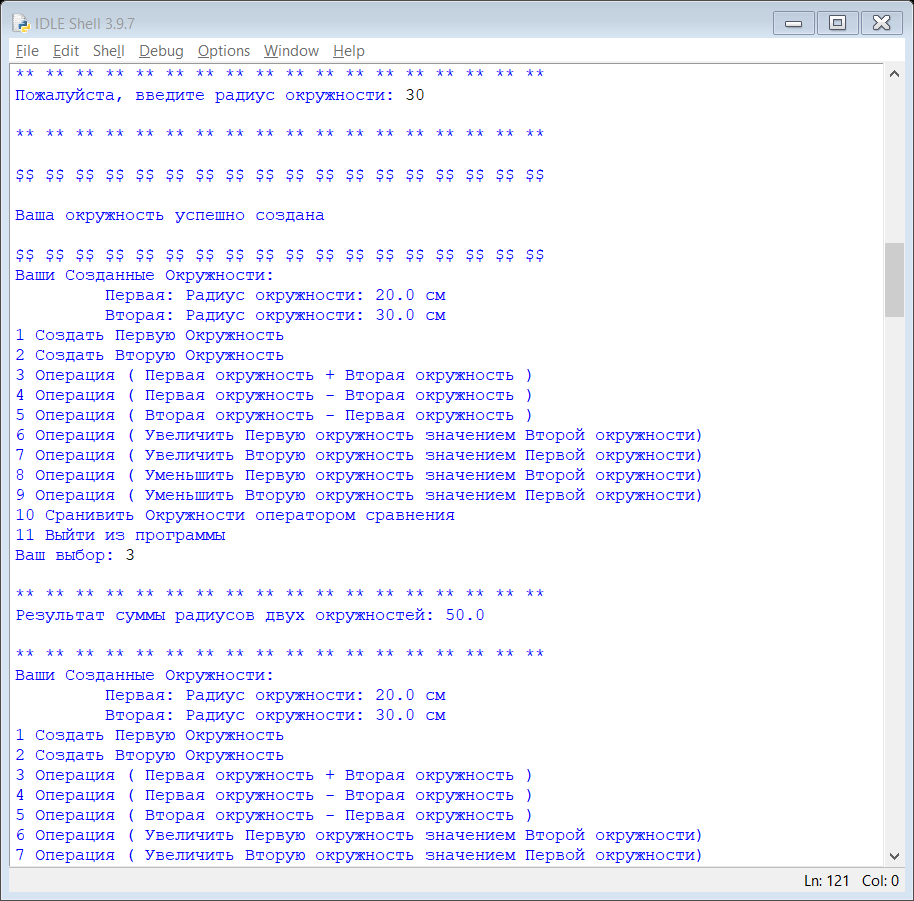 IDLE Shell 3.9.7
File Edit Shell Debug Options Window Help
** ** ** ** ** ** ** ** ** ** ** ** ** ** ** ** ** **
Пожалуйста, введите радиус окружности: 30
** ** ** ** ** ** ** ** ** ** ** ** ** ** ** ** ** **
$$ $$ $$ $$ $$ $$ $$ $$ $$ $$ $$ $$ $$ $$ $$ $$ $$ $$
Ваша окружность успешно создана
$$ $$ $$ $$ $$ $$ $$ $$ $$ $$ $$ $$ $$ $$ $$ $$ $$ $$
Ваши Созданные Окружности:
Первая: Радиус окружности: 20.0 см
Вторая: Радиус окружности: 30.0 см
1 Создать Первую Окружность
2 Создать Вторую Окружность
3 Операция ( Первая окружность + Вторая окружность )
4 Операция ( Первая окружность - Вторая окружность )
5 Операция ( Вторая окружность - Первая окружность )
6 Операция ( Увеличить Первую окружность значением Второй окружности)
7 Операция ( Увеличить Вторую окружность значением Первой окружности)
8 Операция ( Уменьшить Первую окружность значением Второй окружности)
9 Операция ( Уменьшить Вторую окружность значением Первой окружности)
10 Сранивить Окружности оператором сравнения
11 Выйти из программы
Ваш выбор: 3
** ** ** ** ** ** ** ** ** ** ** ** ** ** ** ** ** **
Результат суммы радиусов двух окружностей: 50.0
** ** ** ** ** ** ** ** ** ** ** ** ** ** ** ** ** **
Ваши Созданные Окружности:
Первая: Радиус окружности: 20.0 см
Вторая: Радиус окружности: 30.0 см
1 Создать Первую Окружность
2 Создать Вторую Окружность
3 Операция ( Первая окружность + Вторая окружность )
4 Операция ( Первая окружность - Вторая окружность )
5 Операция ( Вторая окружность - Первая окружность )
6 Операция ( Увеличить Первую окружность значением Второй окружности)
7 Операция ( Увеличить Вторую окружность значением Первой окружности)
Ln: 121 Col: 0